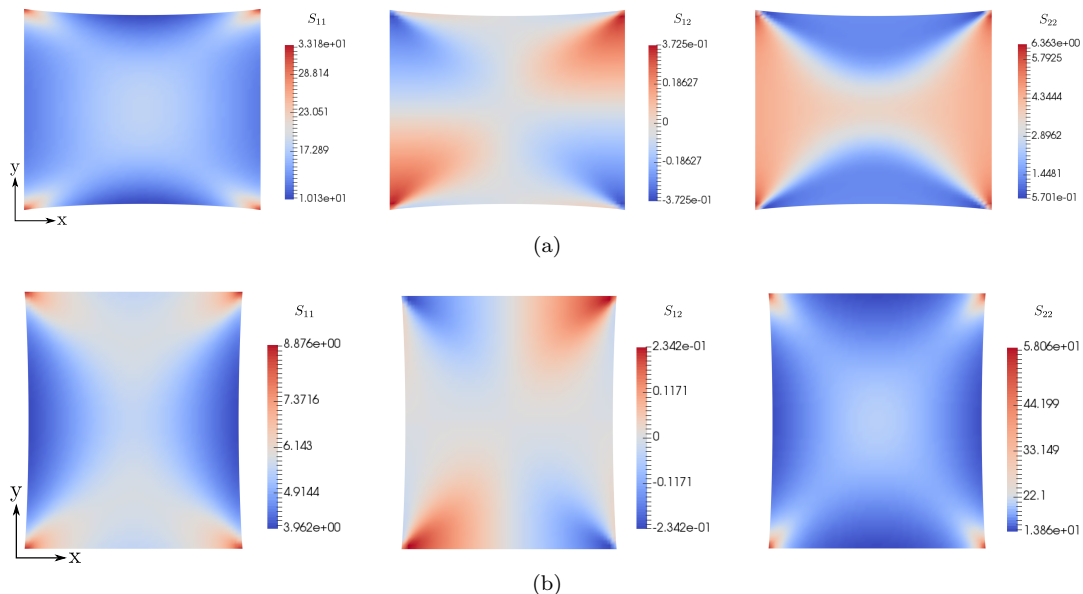 S11
3.318e+01
28.814
23.051
17.289
1.013e+01
S12
3.725e-01
0.18627
0
-0.18627
-3.725e-01
S22
6.363e+00
5.7925
4.3444
2.8962
1.4481
5.701e-01
y
x
(a)
S11
8.876e+00
7.3716
6.143
4.9144
3.962e+00
S12
2.342e-01
0.1171
0
-0.1171
-2.342e-01
S22
5.806e+01
44.199
33.149
22.1
1.386e+01
y
x
(b)